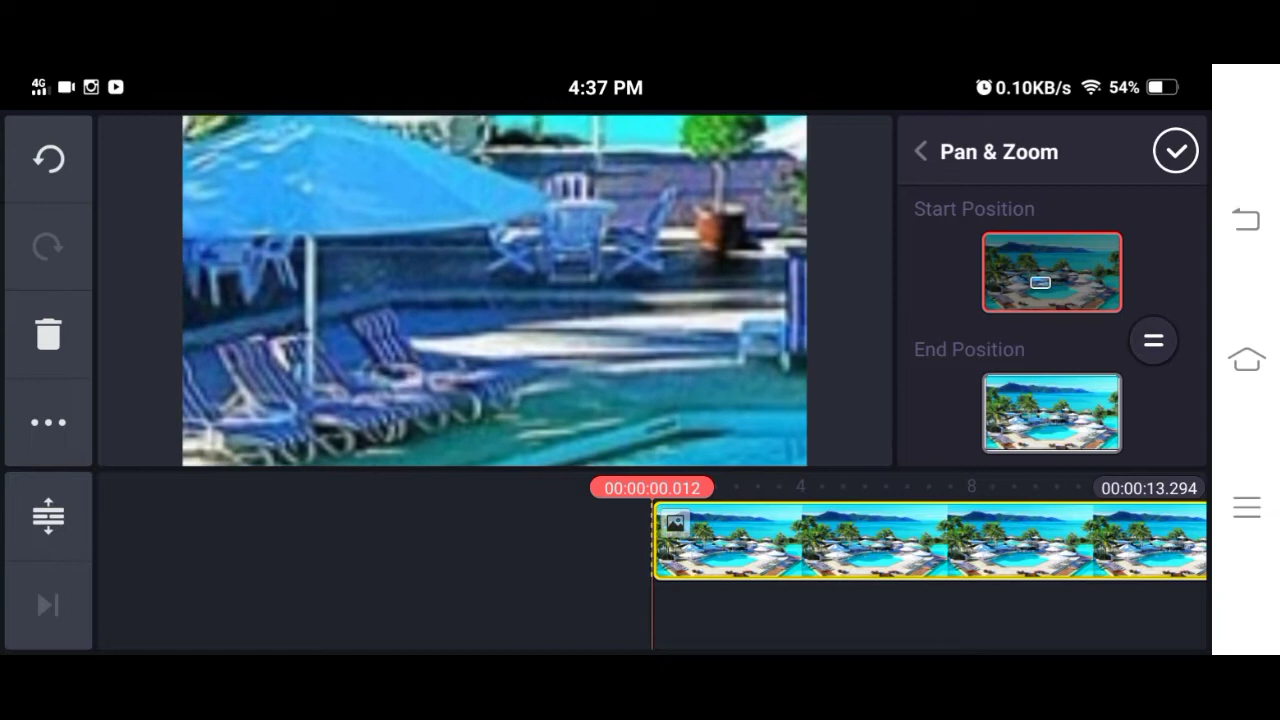 4G
4:37 PM
0.10KB/s 54%
Pan & Zoom
Start Position
End Position
00:00:00.012
4
8
00:00:13.294